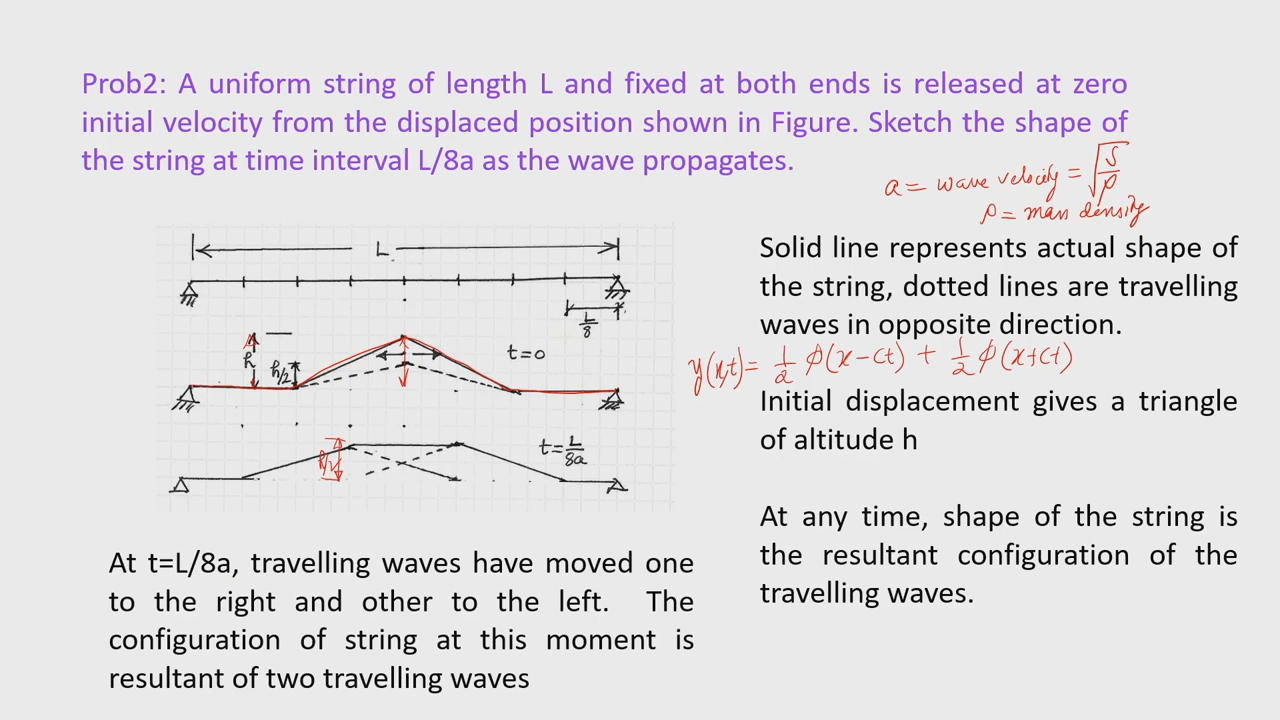 Prob2: A uniform string of length L and fixed at both ends is released at zero
initial velocity from the displaced position shown in Figure. Sketch the shape of
the string at time interval L/8a as the wave propagates.
a = wave velocity = √S/ρ
ρ = mass density
L
L/8
h
h/2
t=0
h/2
t=L/8a
Solid line represents actual shape of
the string, dotted lines are travelling
waves in opposite direction.
y(x,t) = 1/2 φ(x-ct) + 1/2 φ(x+ct)
Initial displacement gives a triangle
of altitude h
At any time, shape of the string is
the resultant configuration of the
travelling waves.
At t=L/8a, travelling waves have moved one
to the right and other to the left. The
configuration of string at this moment is
resultant of two travelling waves